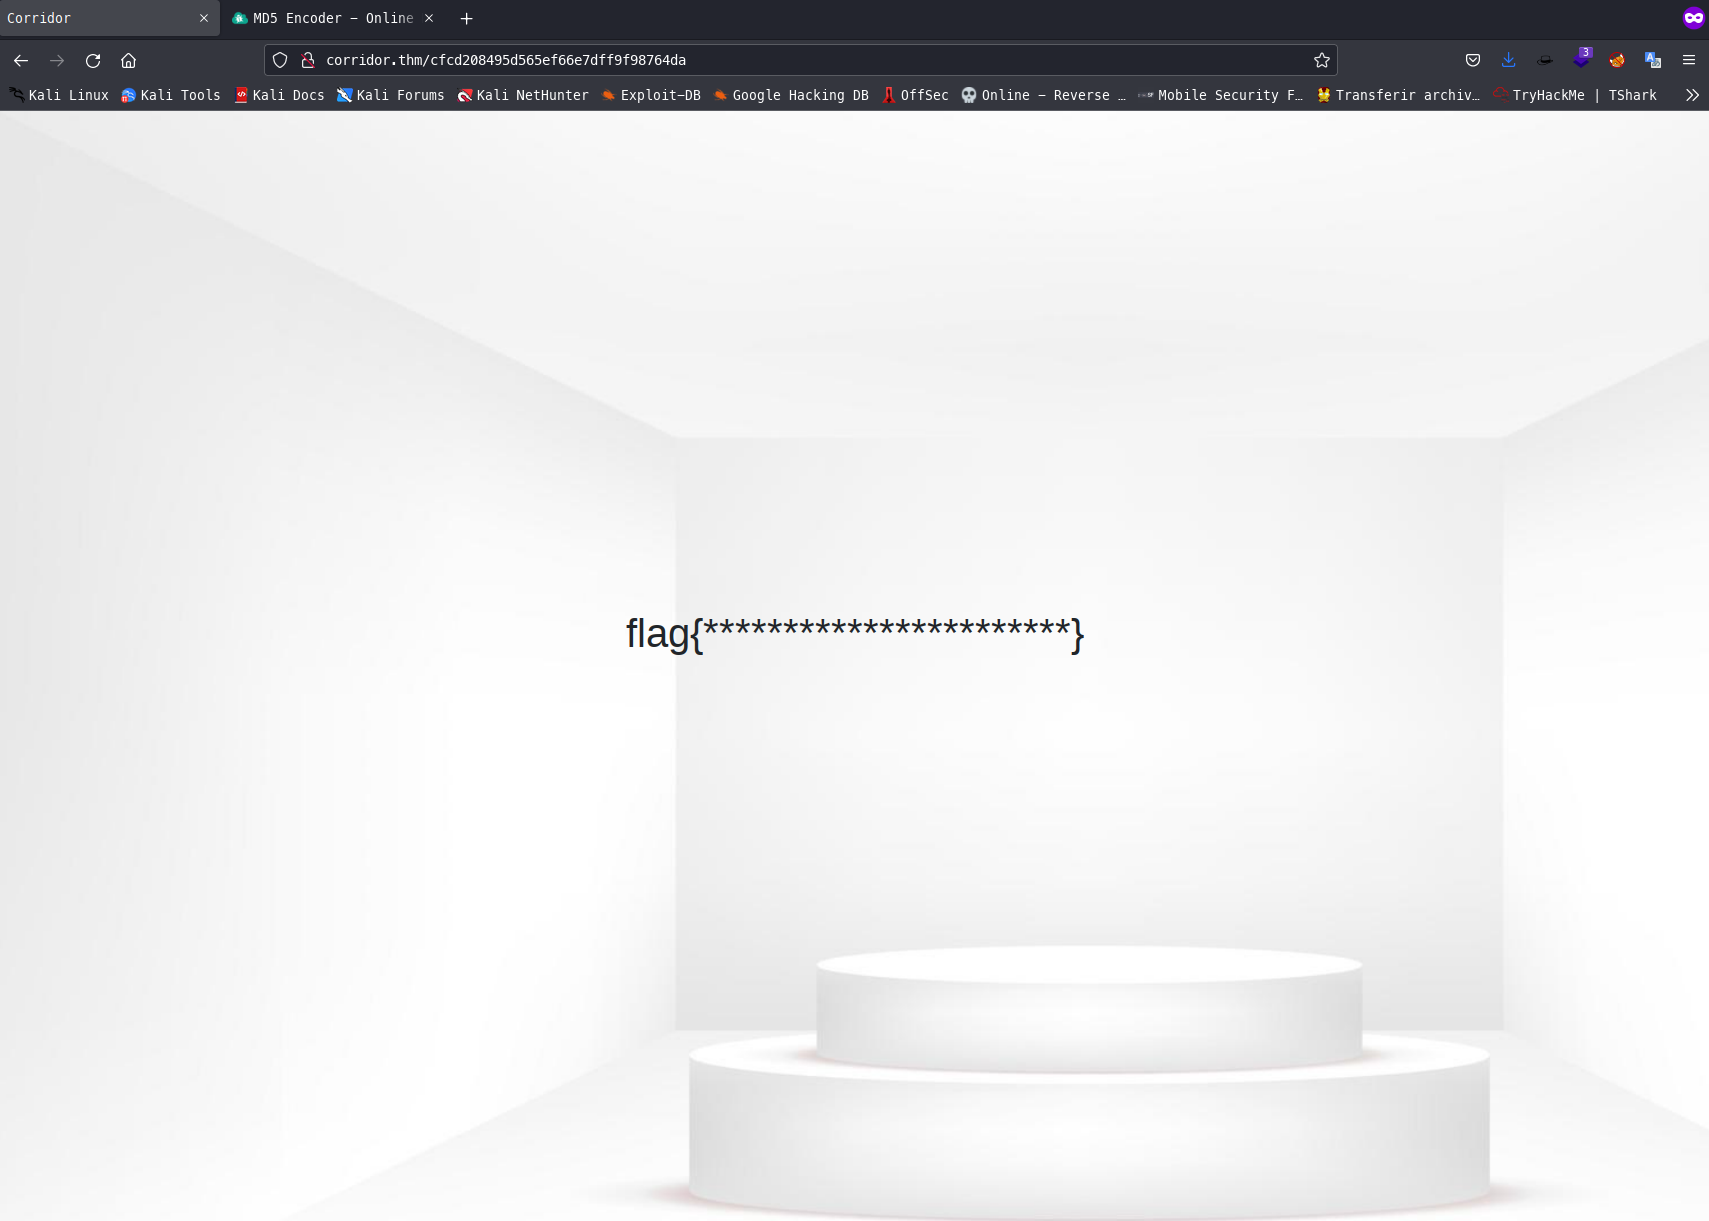 Corridor
MD5 Encoder - Online
corridor.thm/cfcd208495d565ef66e7dff9f98764da
3
Kali Linux Kali Tools Kali Docs Kali Forums Kali NetHunter Exploit-DB Google Hacking DB OffSec Online - Reverse … Mobile Security F… Transferir archiv… TryHackMe | TShark
flag{***********************}